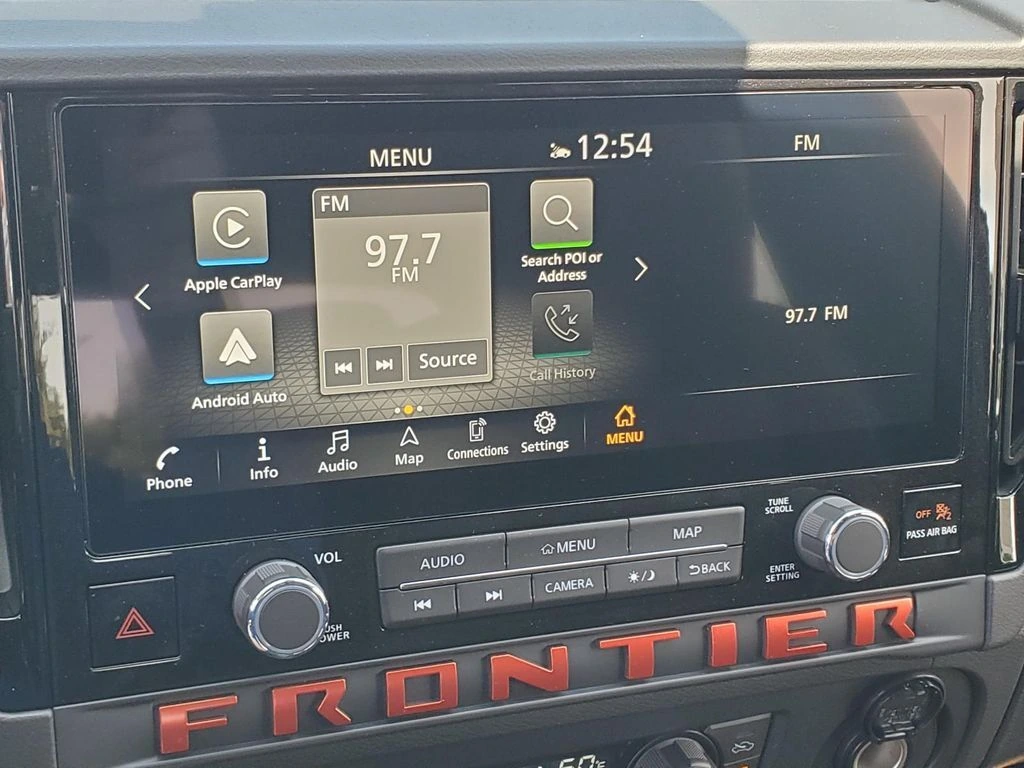 MENU
12:54
FM
Apple CarPlay
FM
97.7
FM
Source
Search POI or
Address
97.7 FM
Android Auto
Call History
Phone
Info
Audio
Map
Connections
Settings
MENU
VOL
AUDIO
MENU
MAP
TUNE
SCROLL
OFF
PASS AIR BAG
CAMERA
BACK
ENTER
SETTING
FRONTIER